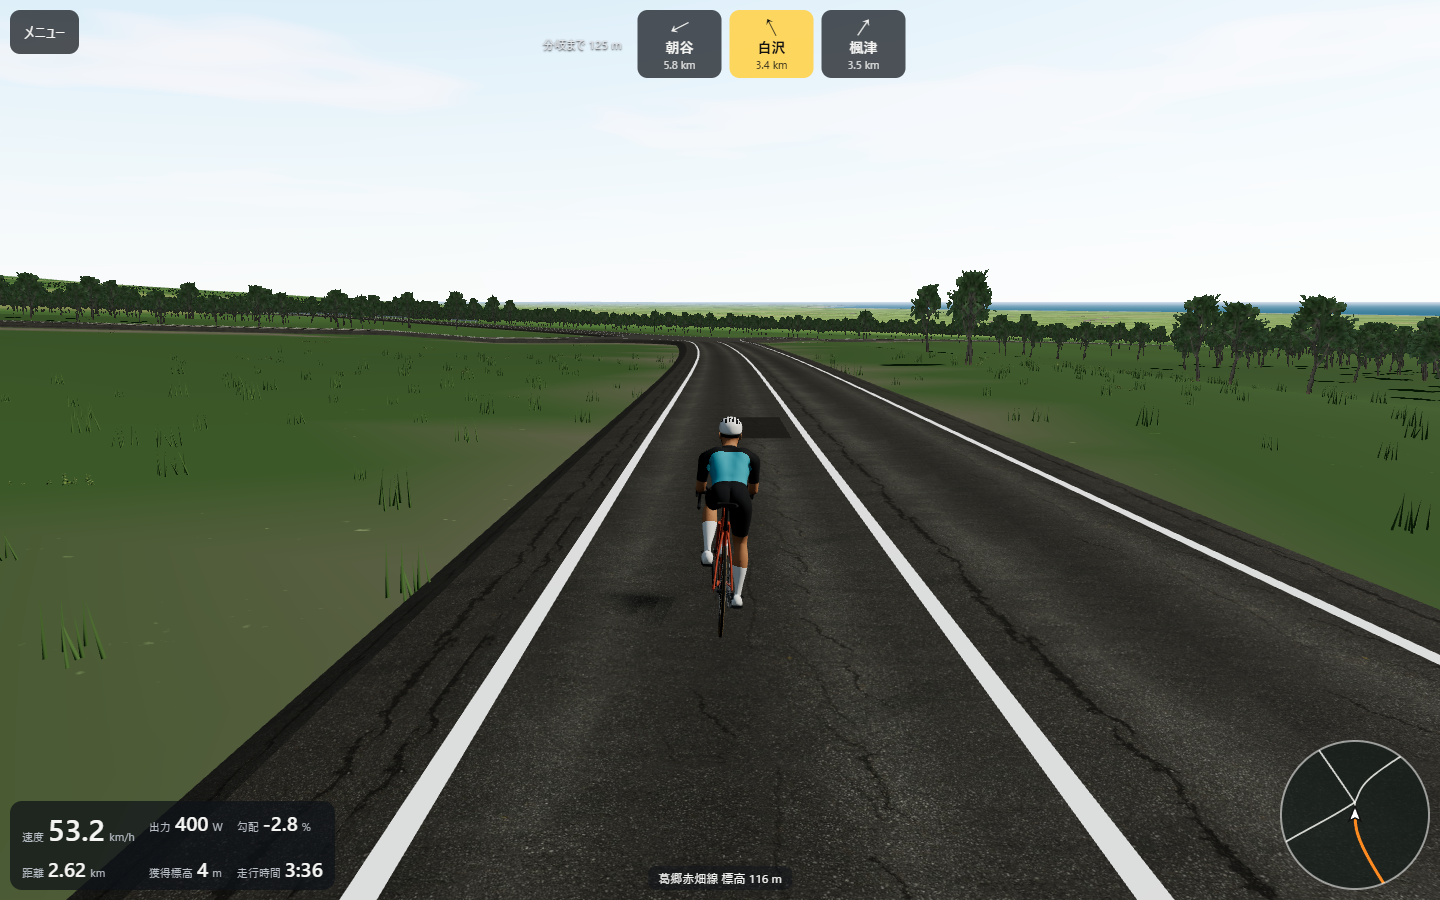 メニュー
分岐まで 125 m
朝谷
5.8 km
白沢
3.4 km
楓津
3.5 km
速度 53.2 km/h
出力 400 W
勾配 -2.8 %
距離 2.62 km
獲得標高 4 m
走行時間 3:36
葛郷赤畑線 標高 116 m